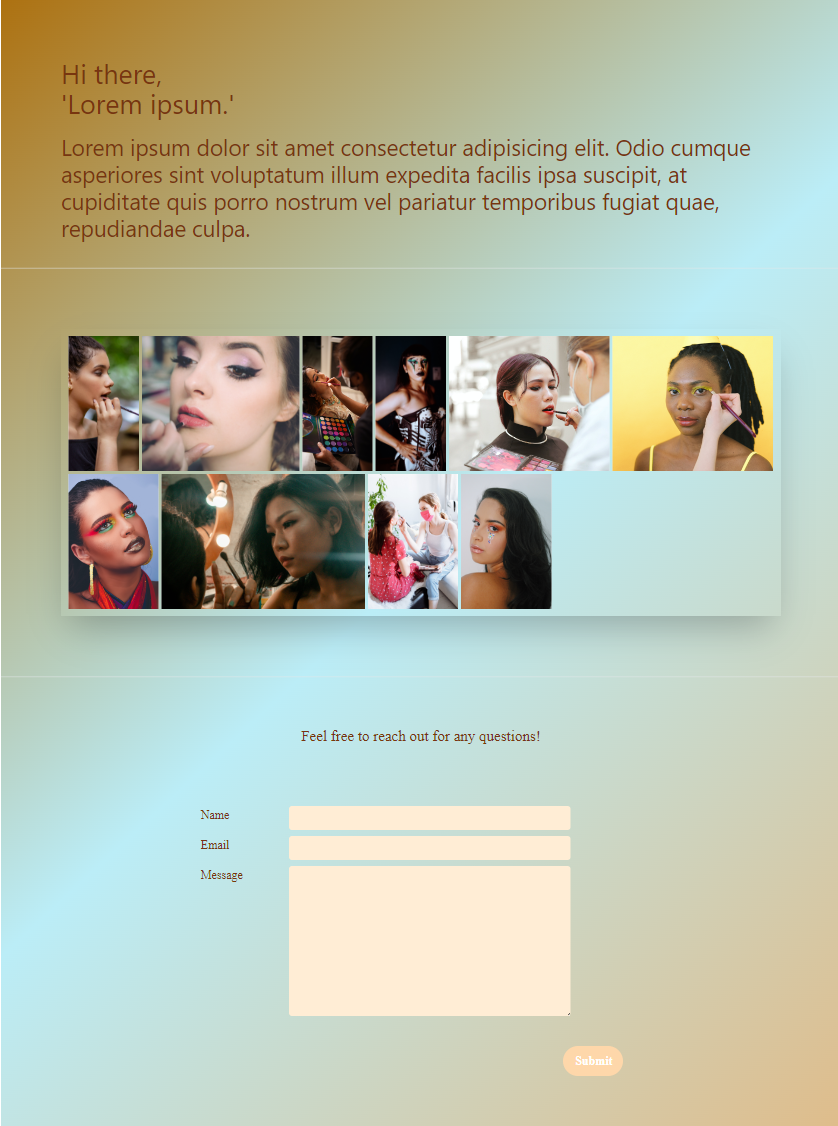 Hi there,
'Lorem ipsum.'
Lorem ipsum dolor sit amet consectetur adipisicing elit. Odio cumque
asperiores sint voluptatum illum expedita facilis ipsa suscipit, at
cupiditate quis porro nostrum vel pariatur temporibus fugiat quae,
repudiandae culpa.
Feel free to reach out for any questions!
Name
Email
Message
Submit